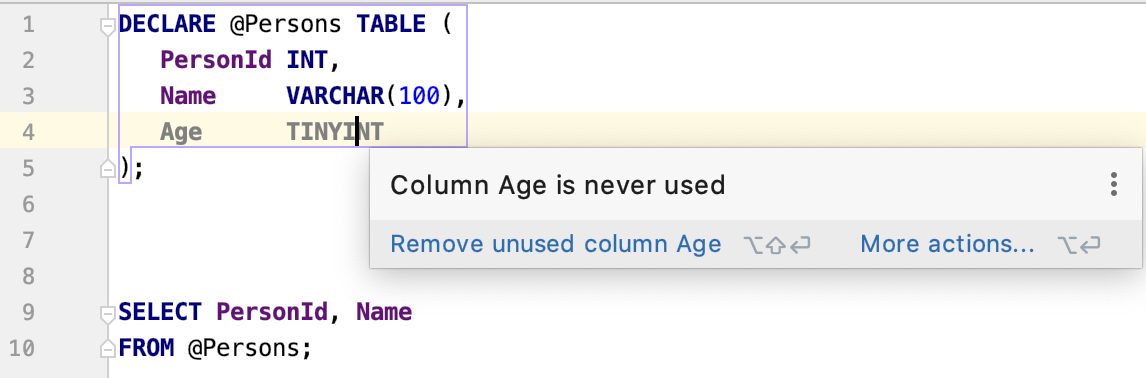 1 DECLARE @Persons TABLE (
2 PersonId INT,
3 Name VARCHAR(100),
4 Age TINYINT
5 );
Column Age is never used
Remove unused column Age ⌥⇧⏎ More actions... ⌥⏎
6
7
8
9 SELECT PersonId, Name
10 FROM @Persons;